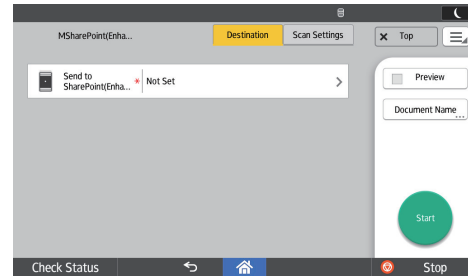 MSharePoint(Enha...
Destination
Scan Settings
Top
Send to
SharePoint(Enha...
* Not Set
Preview
Document Name...
Start
Check Status
Stop